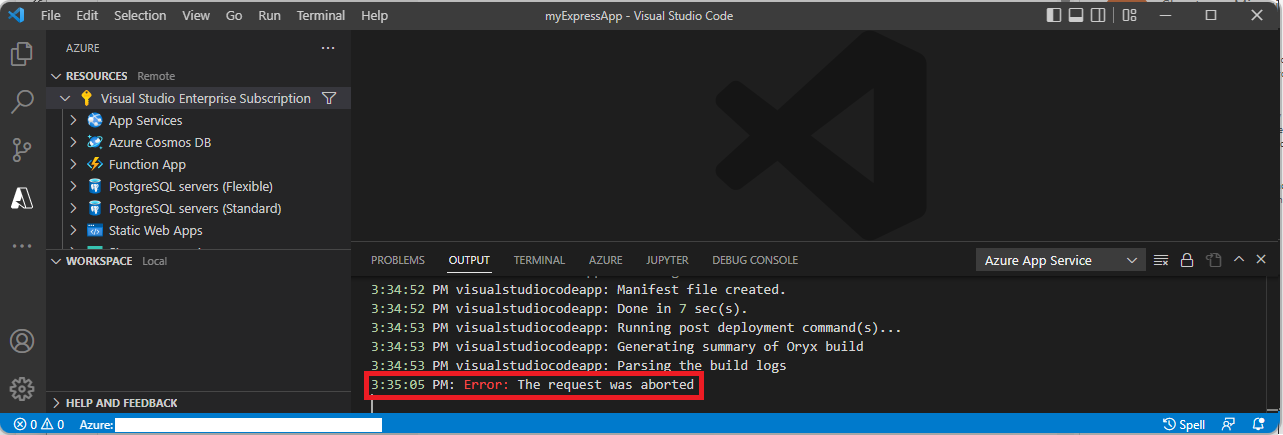 File Edit Selection View Go Run Terminal Help myExpressApp - Visual Studio Code
AZURE
RESOURCES Remote
Visual Studio Enterprise Subscription
App Services
Azure Cosmos DB
Function App
PostgreSQL servers (Flexible)
PostgreSQL servers (Standard)
Static Web Apps
WORKSPACE Local
HELP AND FEEDBACK
PROBLEMS OUTPUT TERMINAL AZURE JUPYTER DEBUG CONSOLE Azure App Service
3:34:52 PM visualstudiocodeapp: Manifest file created.
3:34:52 PM visualstudiocodeapp: Done in 7 sec(s).
3:34:53 PM visualstudiocodeapp: Running post deployment command(s)...
3:34:53 PM visualstudiocodeapp: Generating summary of Oryx build
3:34:53 PM visualstudiocodeapp: Parsing the build logs
3:35:05 PM: Error: The request was aborted
0 0 Azure: Spell